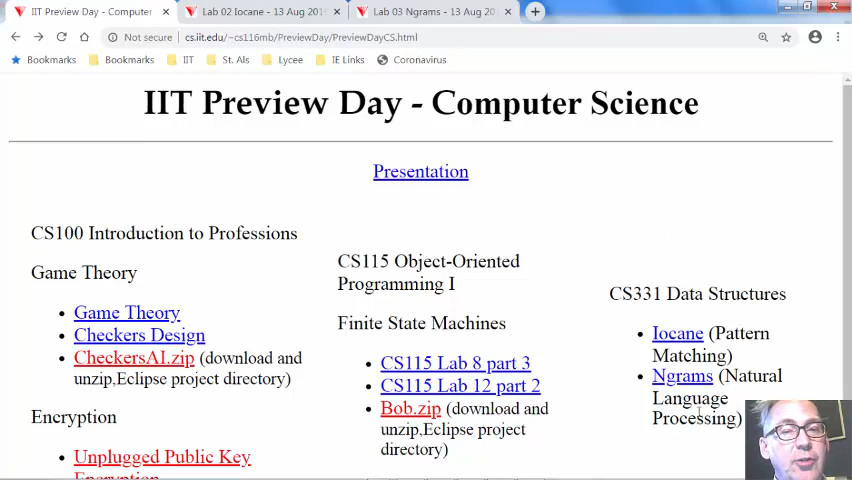 IIT Preview Day - Computer
Lab 02 Iocane - 13 Aug 201
Lab 03 Ngrams - 13 Aug 20
Not secure
cs.iit.edu/~cs116mb/PreviewDay/PreviewDayCS.html
Bookmarks
Bookmarks
IIT
St. Als
Lycee
IE Links
Coronavirus
IIT Preview Day - Computer Science
Presentation
CS100 Introduction to Professions
Game Theory
Game Theory
Checkers Design
CheckersAI.zip (download and
unzip,Eclipse project directory)
Encryption
Unplugged Public Key
Encryption
CS115 Object-Oriented
Programming I
Finite State Machines
CS115 Lab 8 part 3
CS115 Lab 12 part 2
Bob.zip (download and
unzip,Eclipse project
directory)
CS331 Data Structures
Iocane (Pattern
Matching)
Ngrams (Natural
Language
Processing)